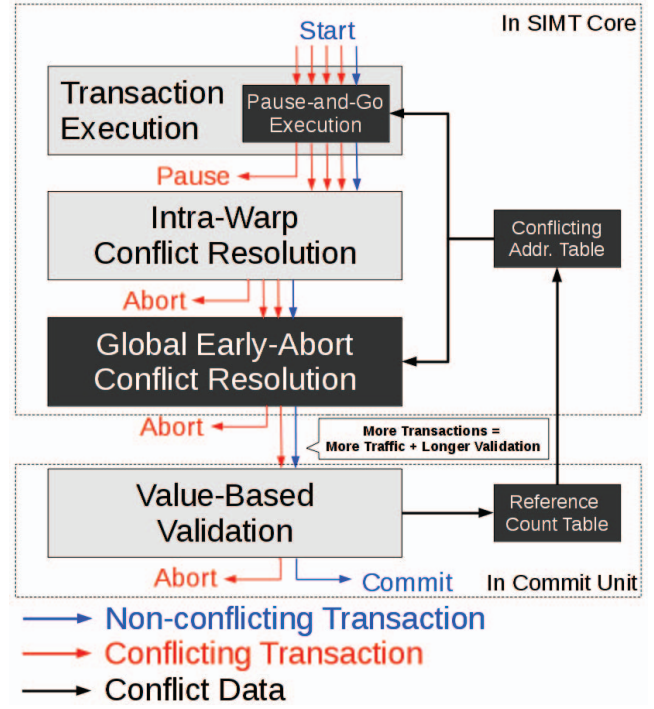 In SIMT Core
Start
Transaction
Execution
Pause-and-Go
Execution
Pause
Intra-Warp
Conflict Resolution
Conflicting
Addr. Table
Abort
Global Early-Abort
Conflict Resolution
Abort
More Transactions =
More Traffic + Longer Validation
Value-Based
Validation
Reference
Count Table
Abort
Commit
In Commit Unit
Non-conflicting Transaction
Conflicting Transaction
Conflict Data